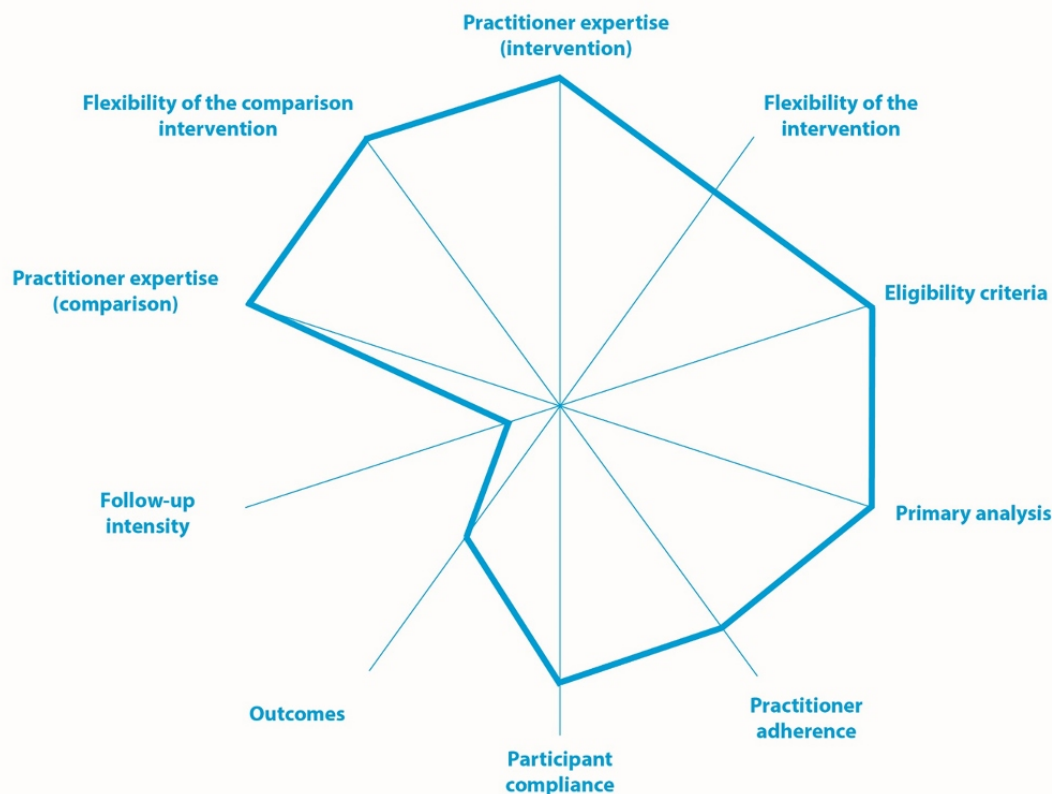 Practitioner expertise
(intervention)
Flexibility of the comparison
intervention
Flexibility of the
intervention
Practitioner expertise
(comparison)
Eligibility criteria
Follow-up
intensity
Primary analysis
Outcomes
Practitioner
adherence
Participant
compliance